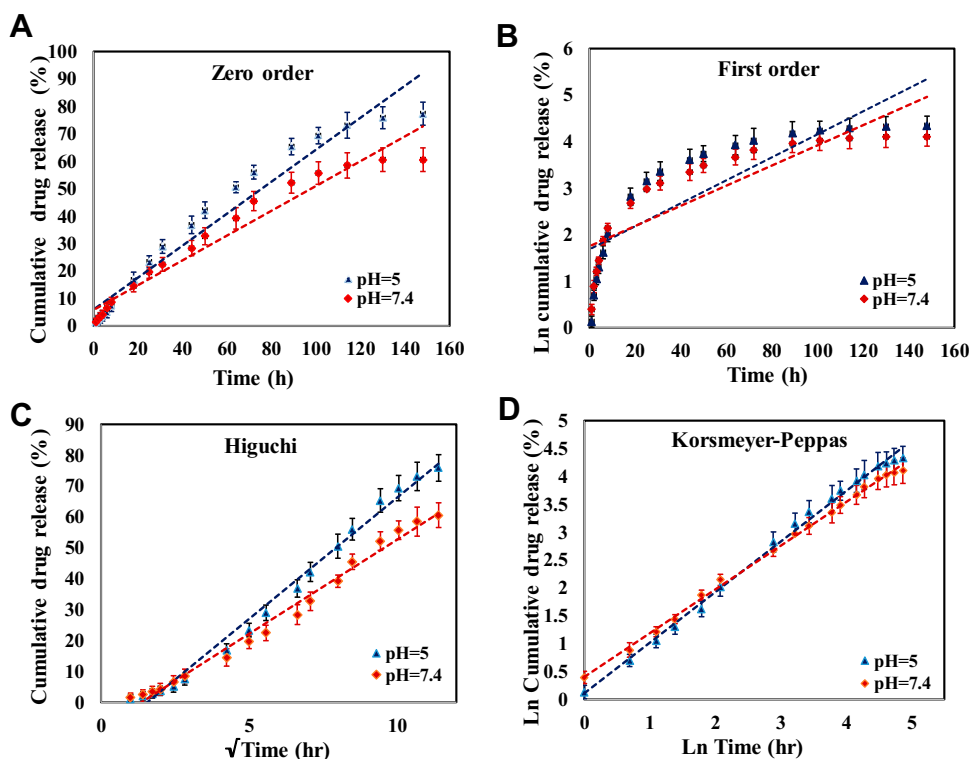 A
Zero order
Cumulative drug release (%)
100
90
80
70
60
50
40
30
20
10
0
0 20 40 60 80 100 120 140 160
Time (h)
pH=5
pH=7.4
B
First order
Ln cumulative drug release (%)
6
5
4
3
2
1
0
0 20 40 60 80 100 120 140 160
Time (h)
pH=5
pH=7.4
C
Higuchi
Cumulative drug release (%)
90
80
70
60
50
40
30
20
10
0
0 5 10
√Time (hr)
pH=5
pH=7.4
D
Korsmeyer-Peppas
Ln Cumulative drug release (%)
5
4.5
4
3.5
3
2.5
2
1.5
1
0.5
0
0 1 2 3 4 5
Ln Time (hr)
pH=5
pH=7.4